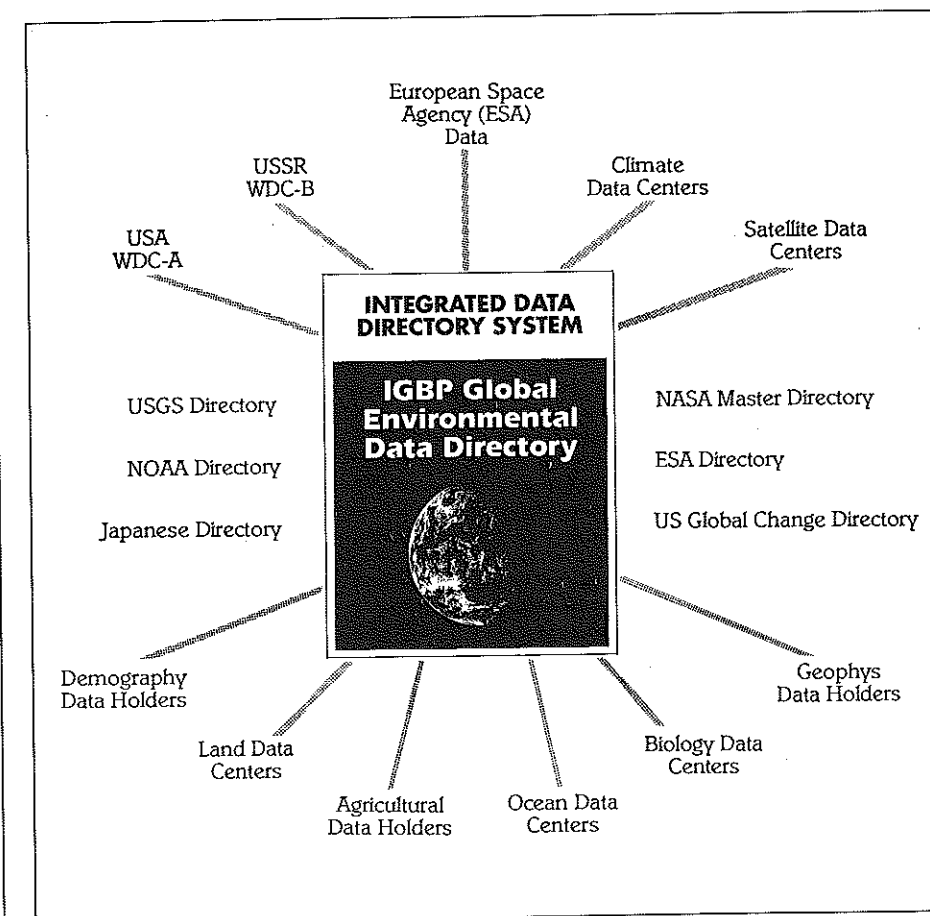 European Space
Agency (ESA)
Data
USSR
WDC-B
Climate
Data Centers
USA
WDC-A
Satellite Data
Centers
INTEGRATED DATA
DIRECTORY SYSTEM
IGBP Global
Environmental
Data Directory
USGS Directory
NOAA Directory
Japanese Directory
NASA Master Directory
ESA Directory
US Global Change Directory
Demography
Data Holders
Land Data
Centers
Agricultural
Data Holders
Ocean Data
Centers
Biology Data
Centers
Geophys
Data Holders